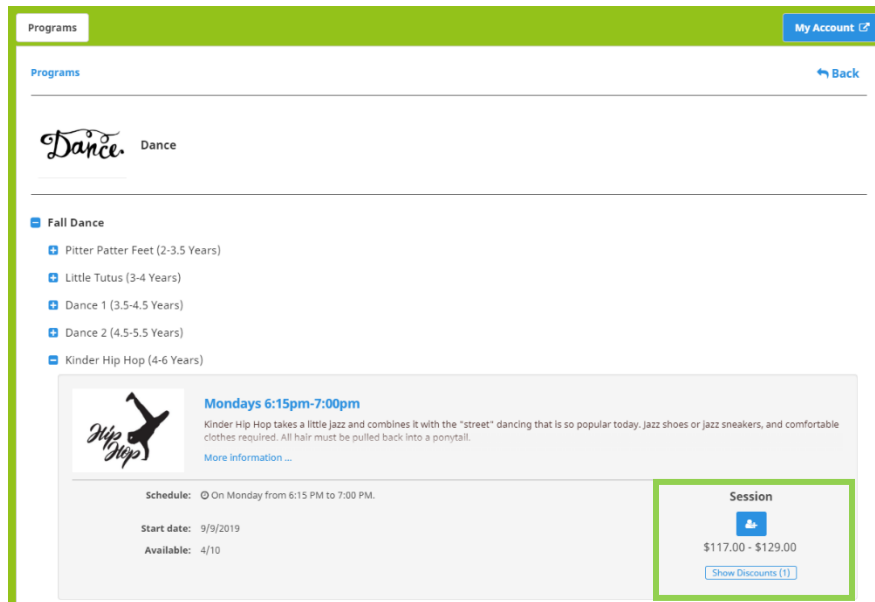 Programs
My Account
Programs
Back
Dance.
Dance
Fall Dance
Pitter Patter Feet (2-3.5 Years)
Little Tutus (3-4 Years)
Dance 1 (3.5-4.5 Years)
Dance 2 (4.5-5.5 Years)
Kinder Hip Hop (4-6 Years)
Hip
Hop
Mondays 6:15pm-7:00pm
Kinder Hip Hop takes a little jazz and combines it with the "street" dancing that is so popular today. Jazz shoes or jazz sneakers, and comfortable
clothes required. All hair must be pulled back into a ponytail.
More information ...
Schedule: On Monday from 6:15 PM to 7:00 PM.
Start date: 9/9/2019
Available: 4/10
Session
$117.00 - $129.00
Show Discounts (1)